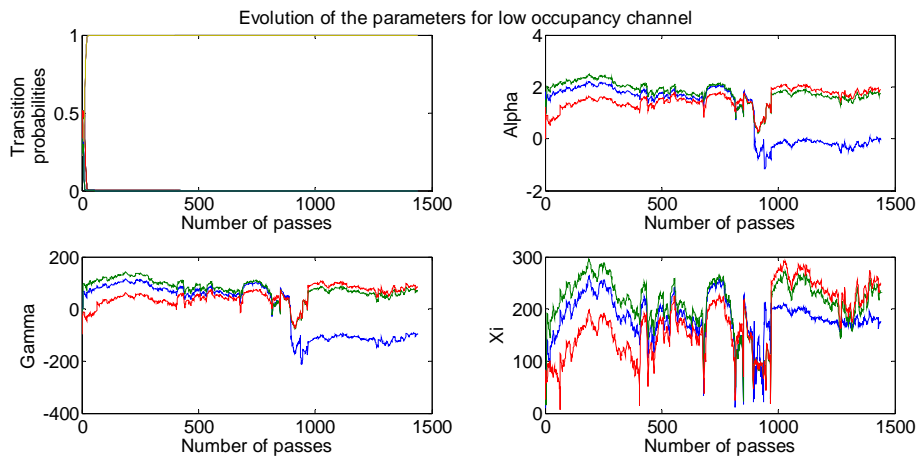 Evolution of the parameters for low occupancy channel
Transition
probabilities
1
0.5
0
0 500 1000 1500
Number of passes
Alpha
4
2
0
-2
0 500 1000 1500
Number of passes
Gamma
200
0
-200
-400
0 500 1000 1500
Number of passes
Xi
300
200
100
0
0 500 1000 1500
Number of passes